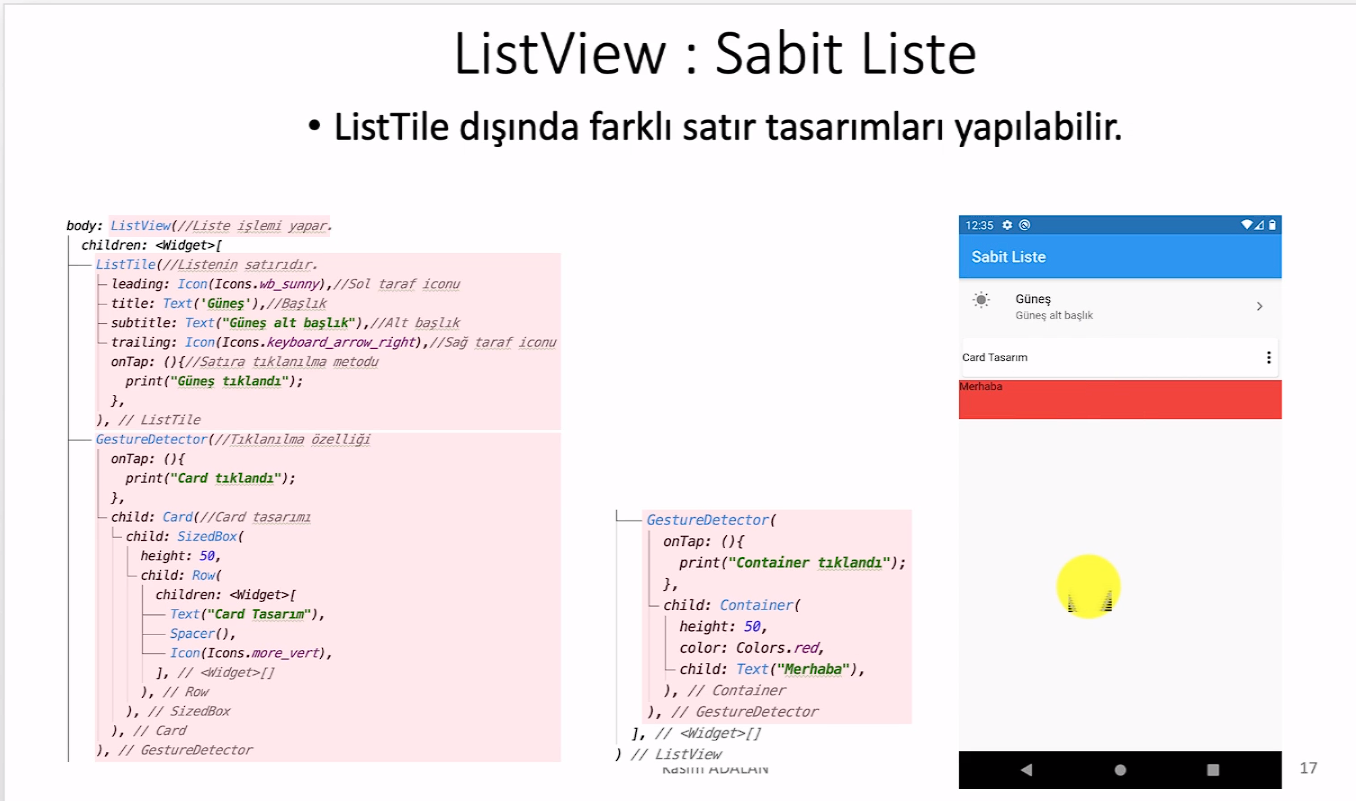 ListView : Sabit Liste
• ListTile dışında farklı satır tasarımları yapılabilir.
body: ListView(//Liste işlemi yapar.
children: <Widget>[
ListTile(//Listenin satırıdır.
leading: Icon(Icons.wb_sunny),//Sol taraf iconu
title: Text('Güneş'),//Başlık
subtitle: Text("Güneş alt başlık"),//Alt başlık
trailing: Icon(Icons.keyboard_arrow_right),//Sağ taraf iconu
onTap: (){//Satıra tıklanılma metodu
print("Güneş tıklandı");
},
), // ListTile
GestureDetector(//Tıklanılma özelliği
onTap: (){
print("Card tıklandı");
},
child: Card(//Card tasarımı
child: SizedBox(
height: 50,
child: Row(
children: <Widget>[
Text("Card Tasarım"),
Spacer(),
Icon(Icons.more_vert),
], // <Widget>[]
), // Row
), // SizedBox
), // Card
), // GestureDetector
GestureDetector(
onTap: (){
print("Container tıklandı");
},
child: Container(
height: 50,
color: Colors.red,
child: Text("Merhaba"),
), // Container
), // GestureDetector
], // <Widget>[]
) // ListView
Kasım ADALAN
12:35
Sabit Liste
Güneş
Güneş alt başlık
Card Tasarım
Merhaba
17